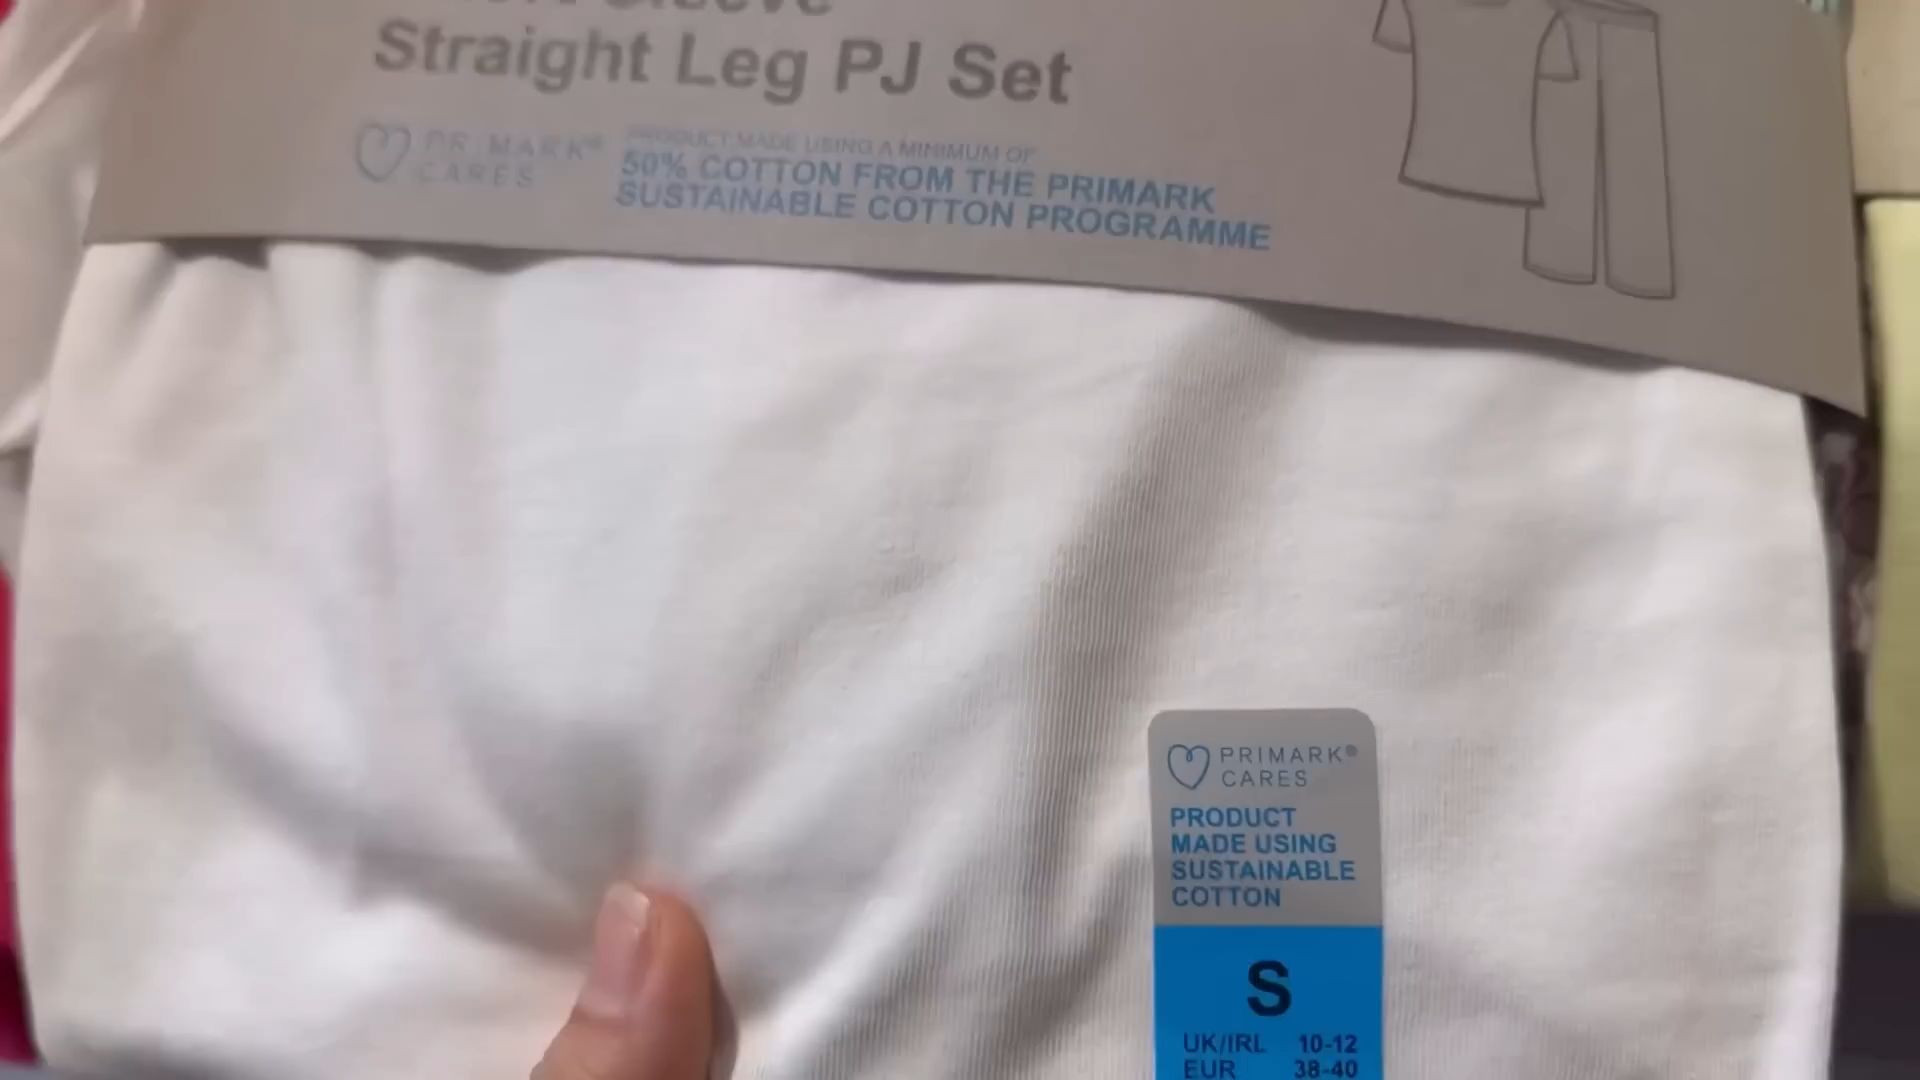 Sleeve
Straight Leg PJ Set
PRIMARK®
CARES
PRODUCT MADE USING A MINIMUM OF
50% COTTON FROM THE PRIMARK
SUSTAINABLE COTTON PROGRAMME
PRIMARK®
CARES
PRODUCT
MADE USING
SUSTAINABLE
COTTON
S
UK/IRL 10-12
EUR 38-40